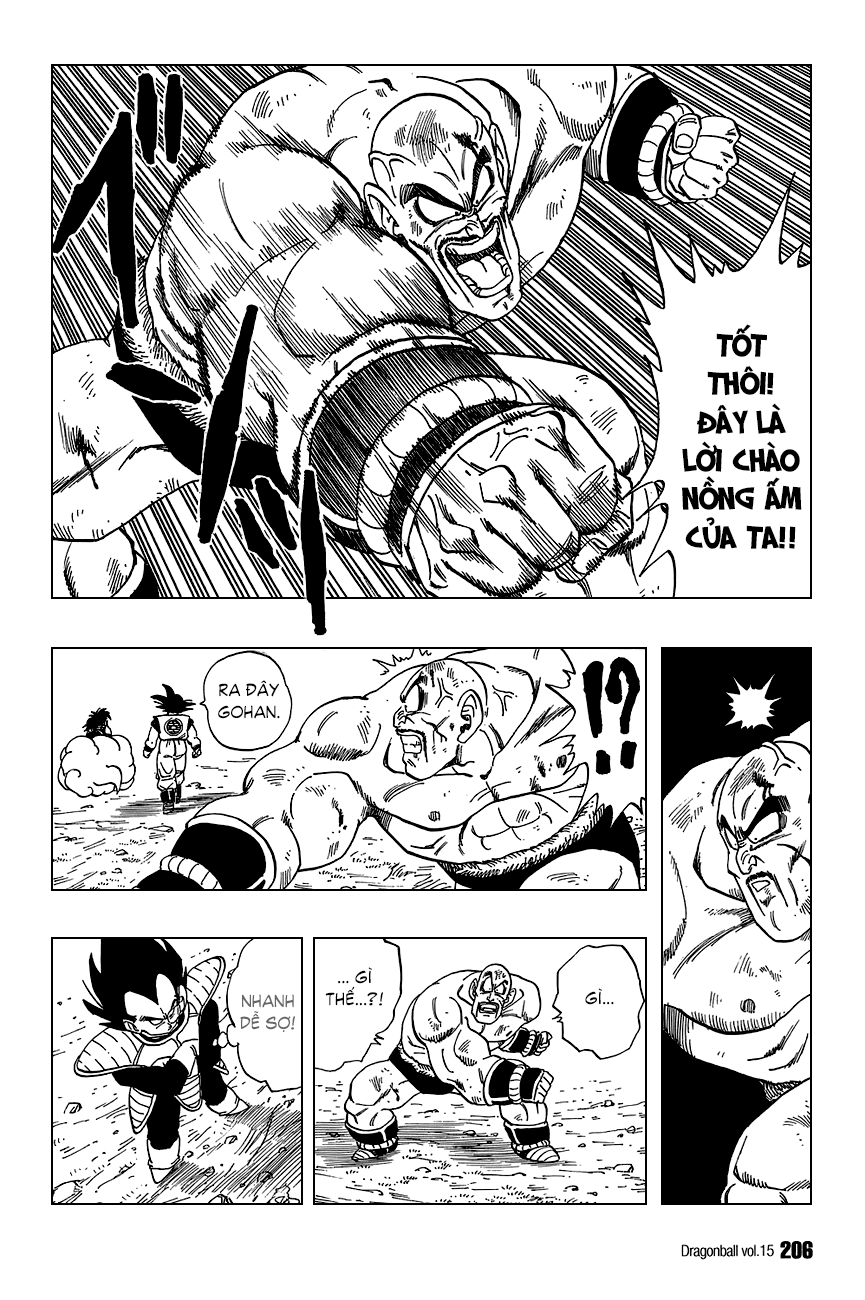 TỐT
THÔI!
ĐÂY LÀ
LỜI CHÀO
NỒNG ẤM
CỦA TA!!
RA ĐÂY
GOHAN.
!?
GÌ...
... GÌ
THẾ...?!
NHANH
DỄ SỢ!
Dragonball vol.15 206